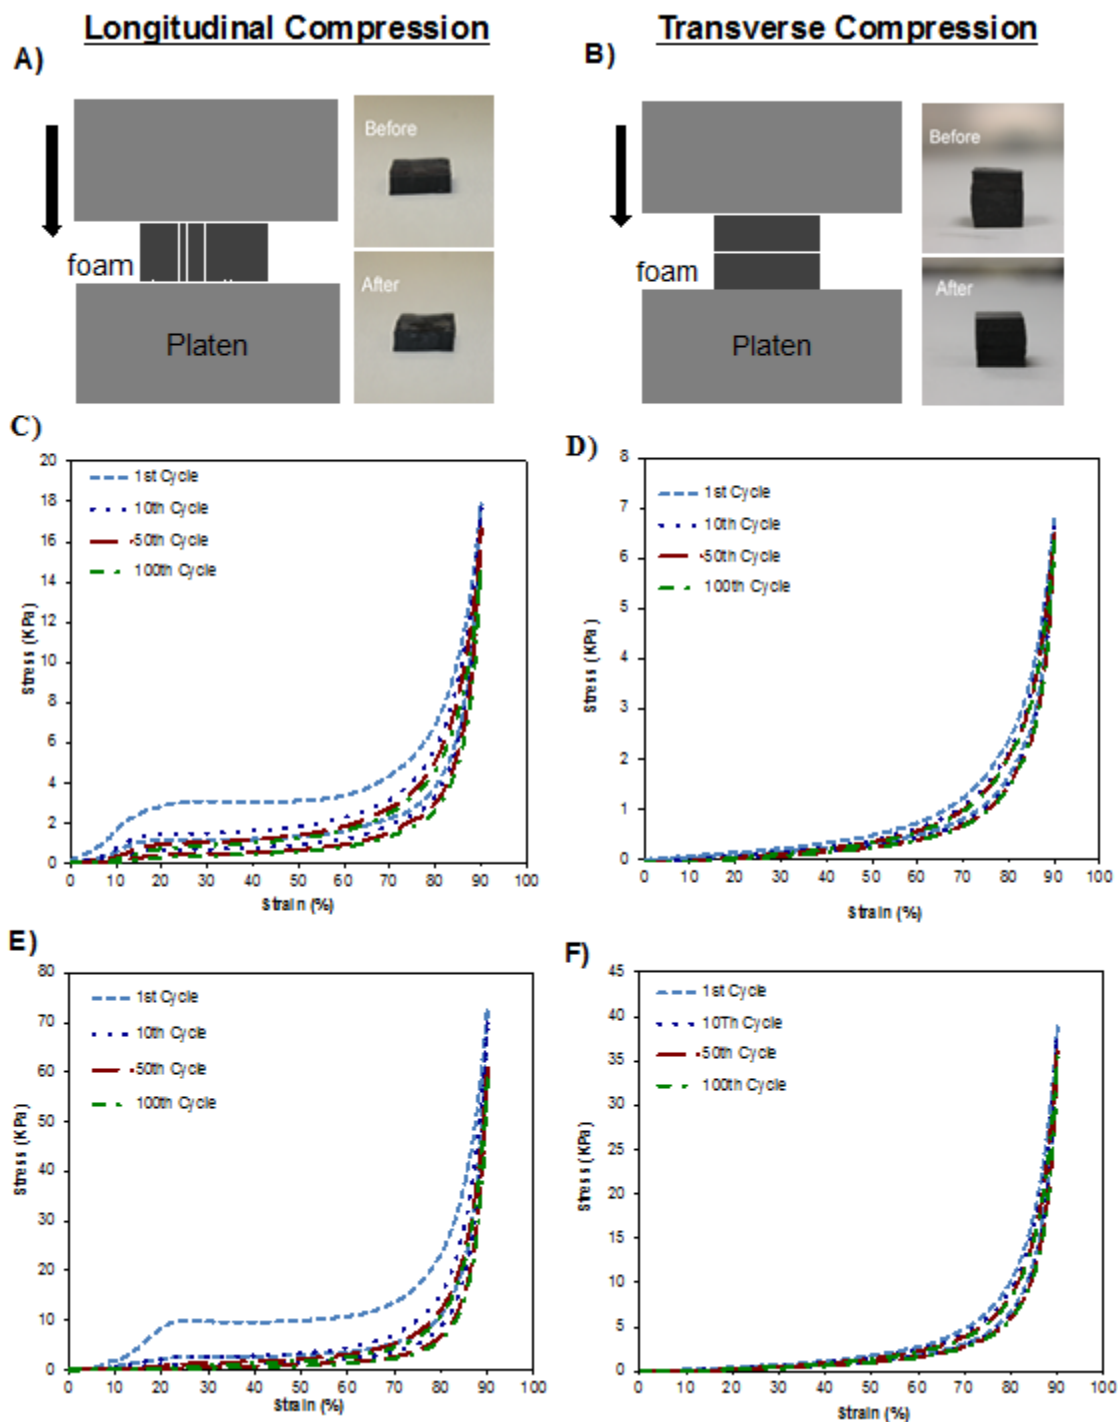 Longitudinal Compression
Transverse Compression
A)
B)
Before
foam
After
Platen
Before
foam
After
Platen
C)
20
18
16
14
12
10
8
6
4
2
0
Stress (KPa)
1st Cycle
10th Cycle
50th Cycle
100th Cycle
0 10 20 30 40 50 60 70 80 90 100
Strain (%)
D)
8
7
6
5
4
3
2
1
0
Stress (KPa)
1st Cycle
10th Cycle
50th Cycle
100th Cycle
0 10 20 30 40 50 60 70 80 90 100
Strain (%)
E)
80
70
60
50
40
30
20
10
0
Stress (KPa)
1st Cycle
10th Cycle
50th Cycle
100th Cycle
0 10 20 30 40 50 60 70 80 90 100
Strain (%)
F)
45
40
35
30
25
20
15
10
5
0
Stress (KPa)
1st Cycle
10Th Cycle
50th Cycle
100th Cycle
0 10 20 30 40 50 60 70 80 90 100
Strain (%)